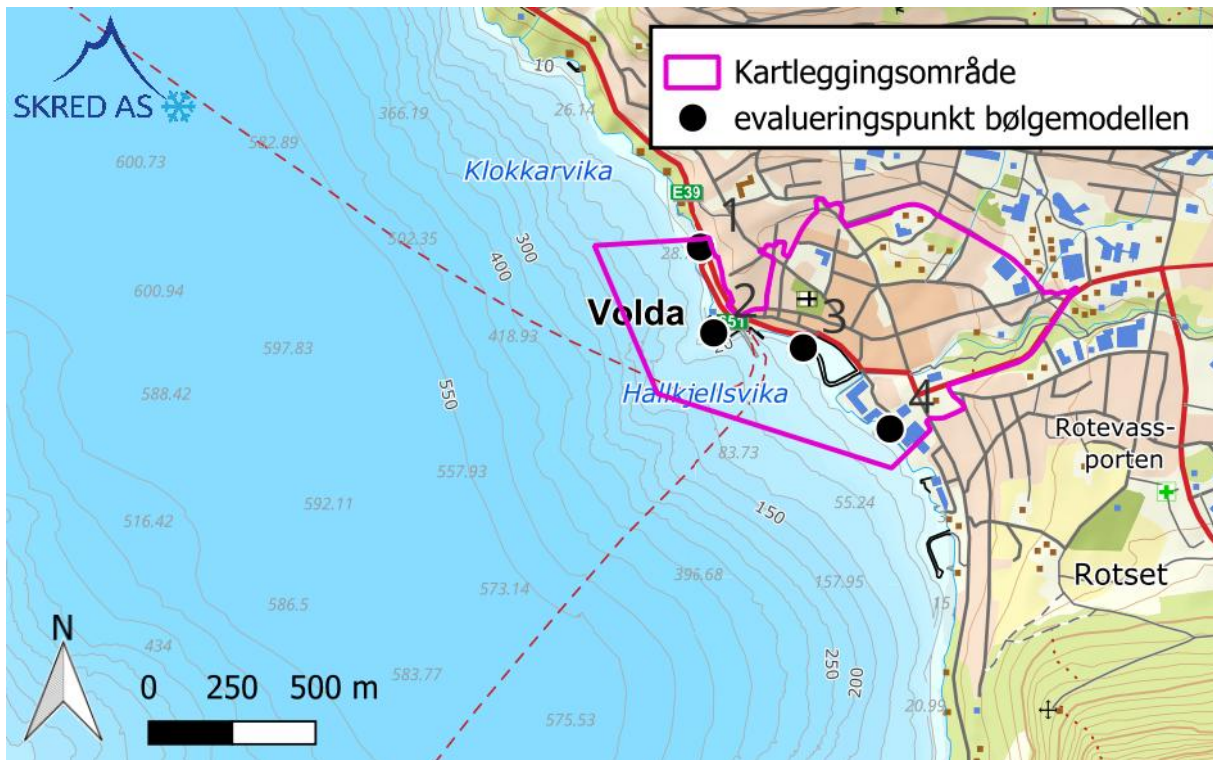 SKRED AS
Kartleggingsområde
evalueringspunkt bølgemodellen
10
366.19
26.14
582.89
600.73
Klokkarvika
E39
1
592.35
300
400
600.94
2
Volda
3
418.93
597.83
588.42
550
Hallkjellsvika
4
83.73
Rotevass-
porten
557.93
55.24
592.11
150
516.42
396.68
157.95
573.14
Rotset
586.5
15
N
434
583.77
250
200
0 250 500 m
575.53
20.99